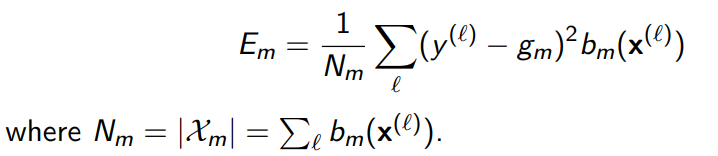 E_m = \frac{1}{N_m} \sum_{\ell} (y^{(\ell)} − g_m)^2 b_m(\mathbf{x}^{(\ell)})
where N_m = |\mathcal{X}_m| = \sum_{\ell} b_m(\mathbf{x}^{(\ell)}).